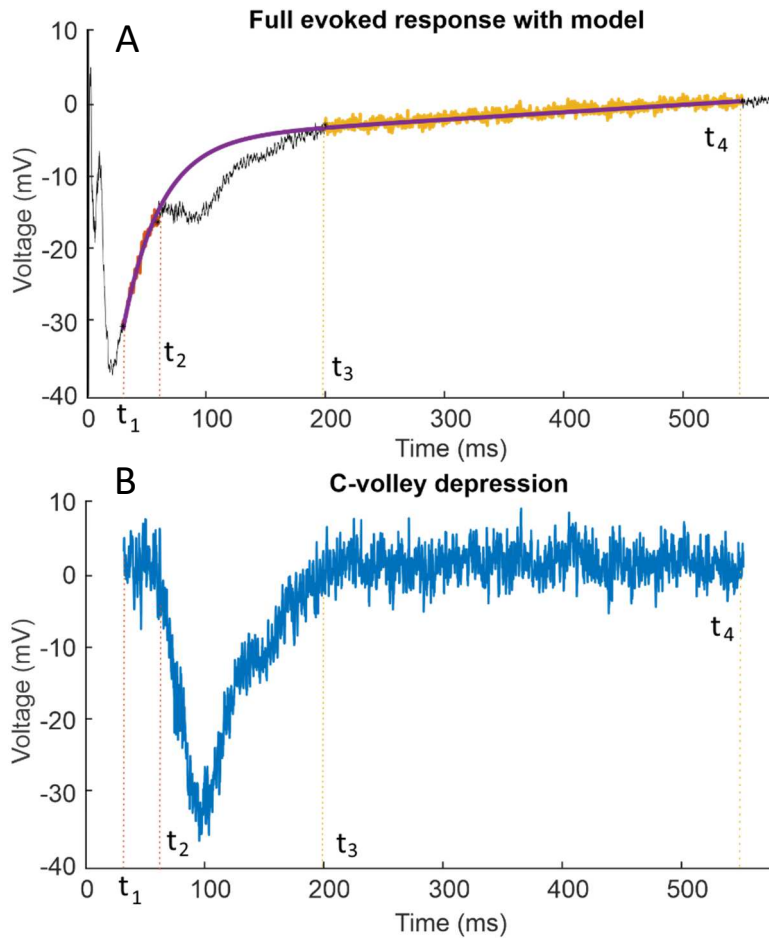 A
Full evoked response with model
10
0
-10
-20
-30
-40
Voltage (mV)
t4
t2
t3
t1
0
100
200
300
400
500
Time (ms)
B
C-volley depression
10
0
-10
-20
-30
-40
Voltage (mV)
t4
t2
t3
t1
0
100
200
300
400
500
Time (ms)